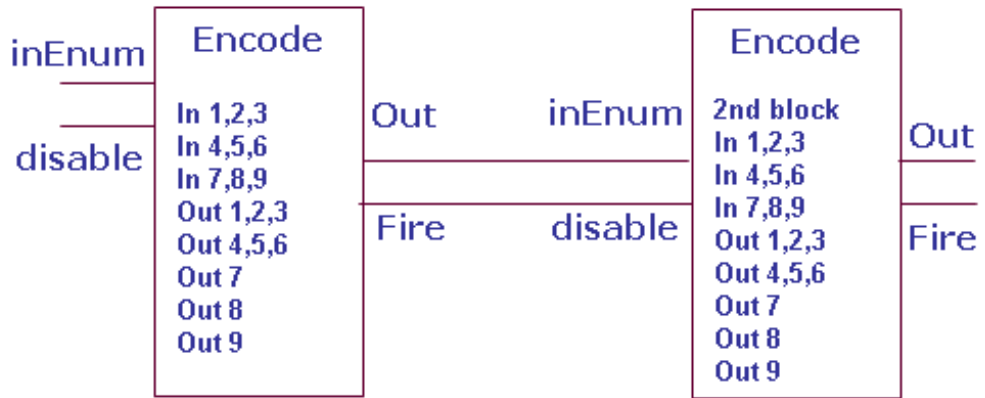 inEnum
disable
Encode
In 1,2,3
In 4,5,6
In 7,8,9
Out 1,2,3
Out 4,5,6
Out 7
Out 8
Out 9
Out
Fire
inEnum
disable
Encode
2nd block
In 1,2,3
In 4,5,6
In 7,8,9
Out 1,2,3
Out 4,5,6
Out 7
Out 8
Out 9
Out
Fire